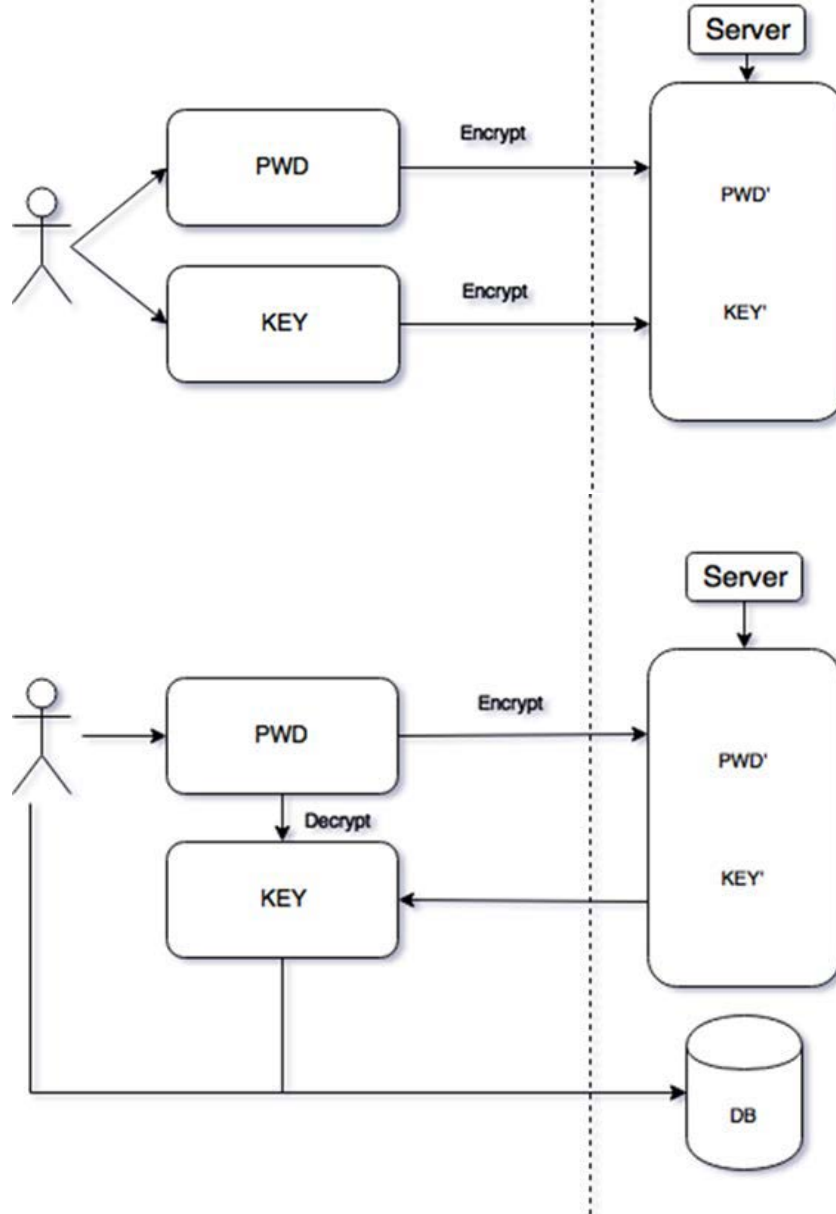 Server
Encrypt
PWD
PWD'
Encrypt
KEY
KEY'
Server
Encrypt
PWD
PWD'
Decrypt
KEY
KEY'
DB